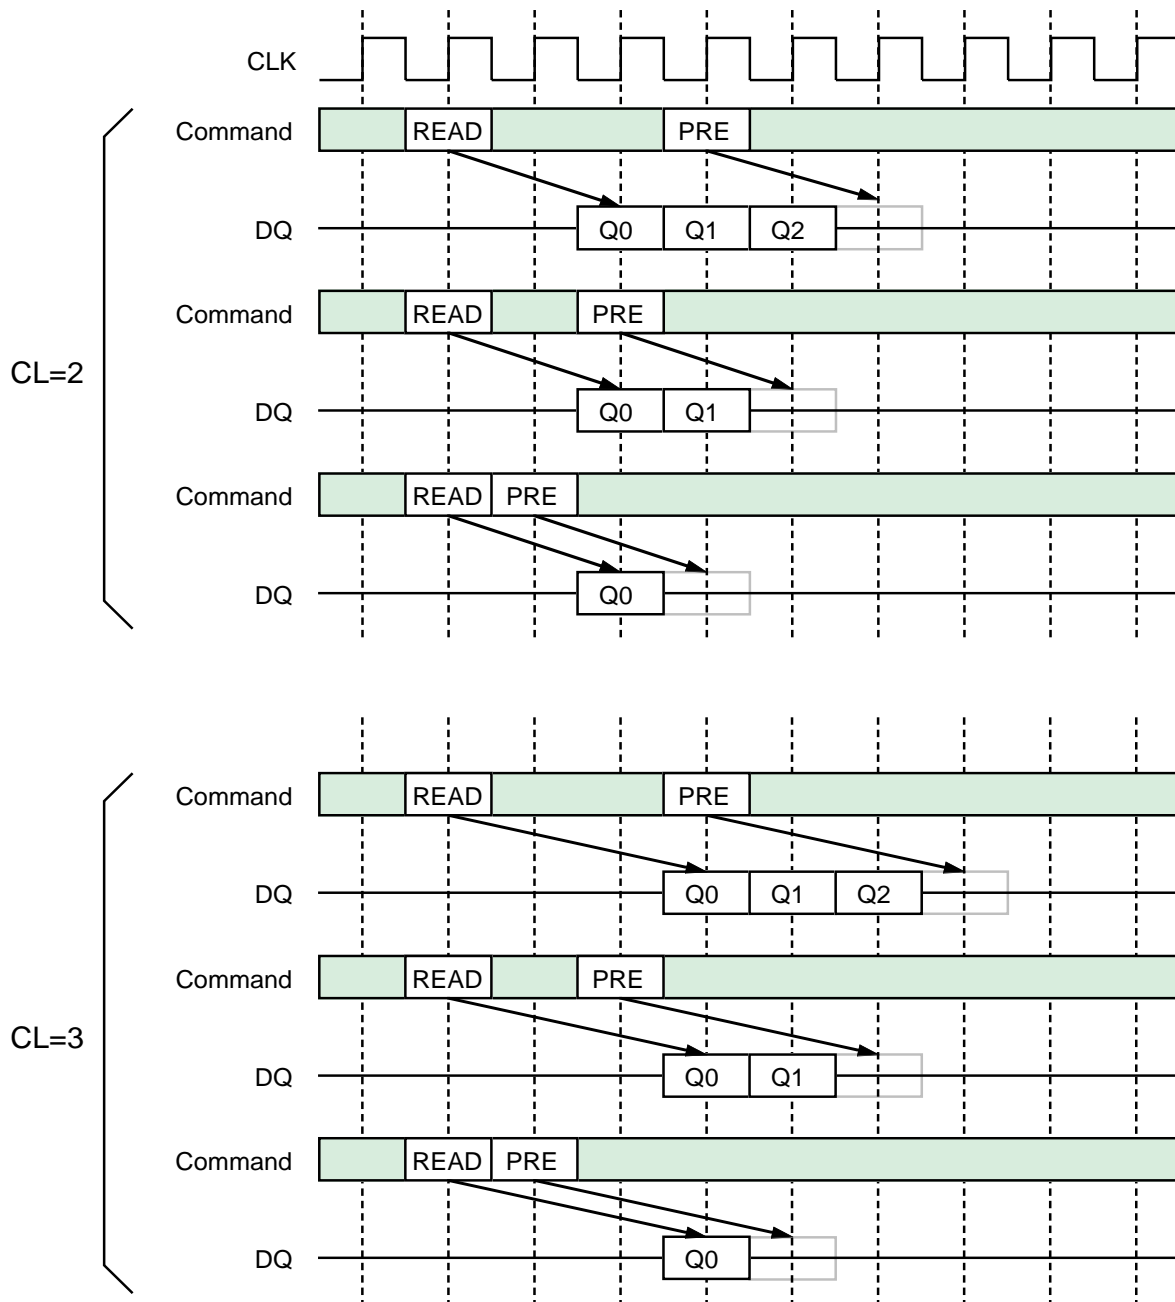 CLK
Command READ PRE
DQ Q0 Q1 Q2
Command READ PRE
CL=2
DQ Q0 Q1
Command READ PRE
DQ Q0
Command READ PRE
DQ Q0 Q1 Q2
Command READ PRE
CL=3
DQ Q0 Q1
Command READ PRE
DQ Q0